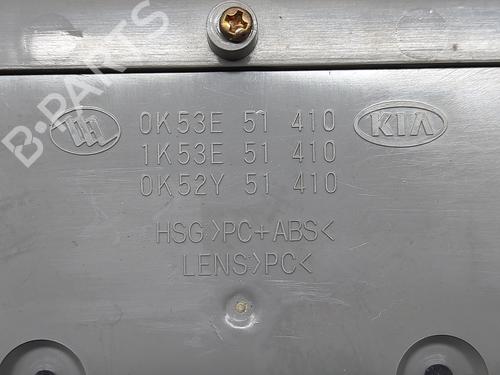 B-PARTS
0K53E 51 410 KIA
1K53E 51 410
0K52Y 51 410
HSG>PC+ABS<
LENS>PC<